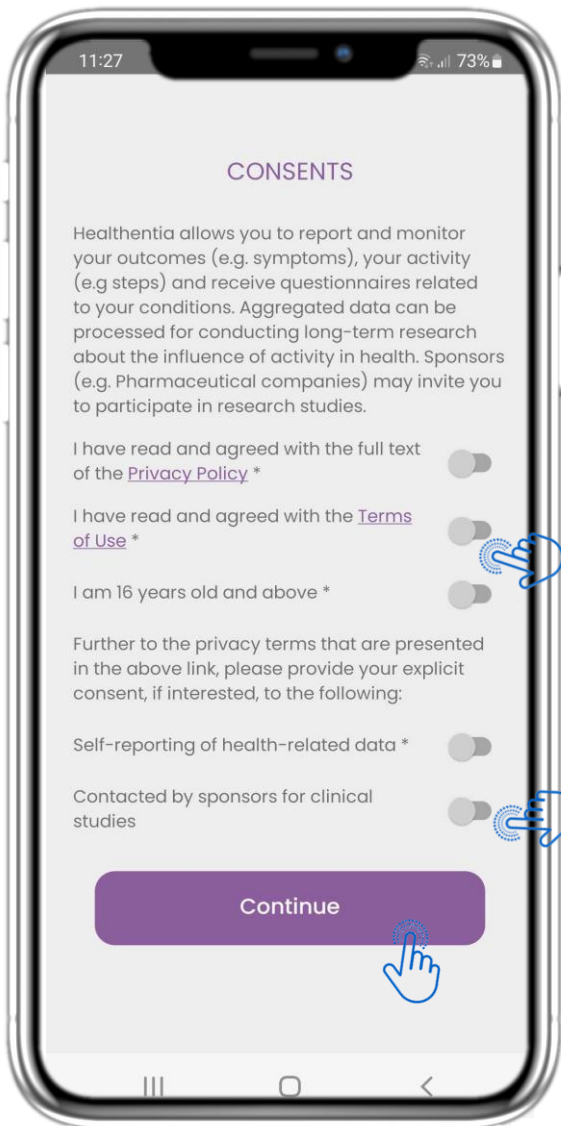 11:27
73%
CONSENTS
Healthentia allows you to report and monitor
your outcomes (e.g. symptoms), your activity
(e.g steps) and receive questionnaires related
to your conditions. Aggregated data can be
processed for conducting long-term research
about the influence of activity in health. Sponsors
(e.g. Pharmaceutical companies) may invite you
to participate in research studies.
I have read and agreed with the full text
of the Privacy Policy *
I have read and agreed with the Terms
of Use *
I am 16 years old and above *
Further to the privacy terms that are presented
in the above link, please provide your explicit
consent, if interested, to the following:
Self-reporting of health-related data *
Contacted by sponsors for clinical
studies
Continue